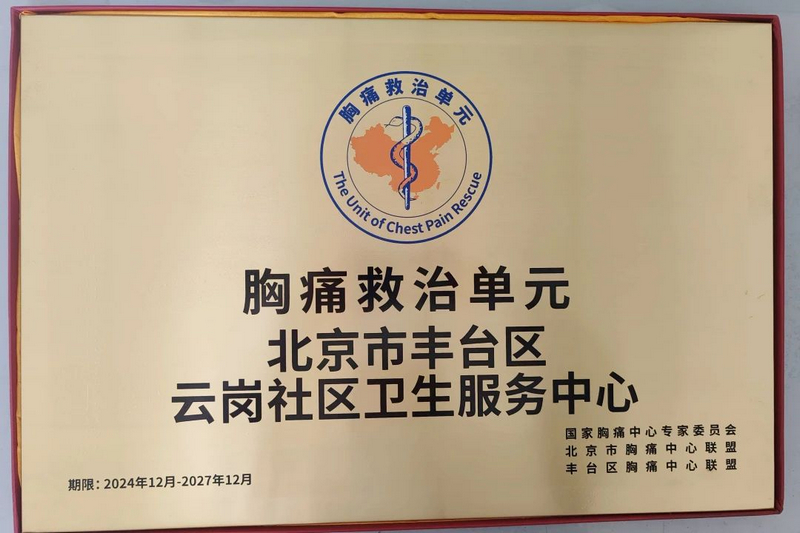 胸痛救治单元
The Unit of Chest Pain Rescue
胸痛救治单元
北京市丰台区
云岗社区卫生服务中心
国家胸痛中心专家委员会
北京市胸痛中心联盟
丰台区胸痛中心联盟
期限：2024年12月-2027年12月